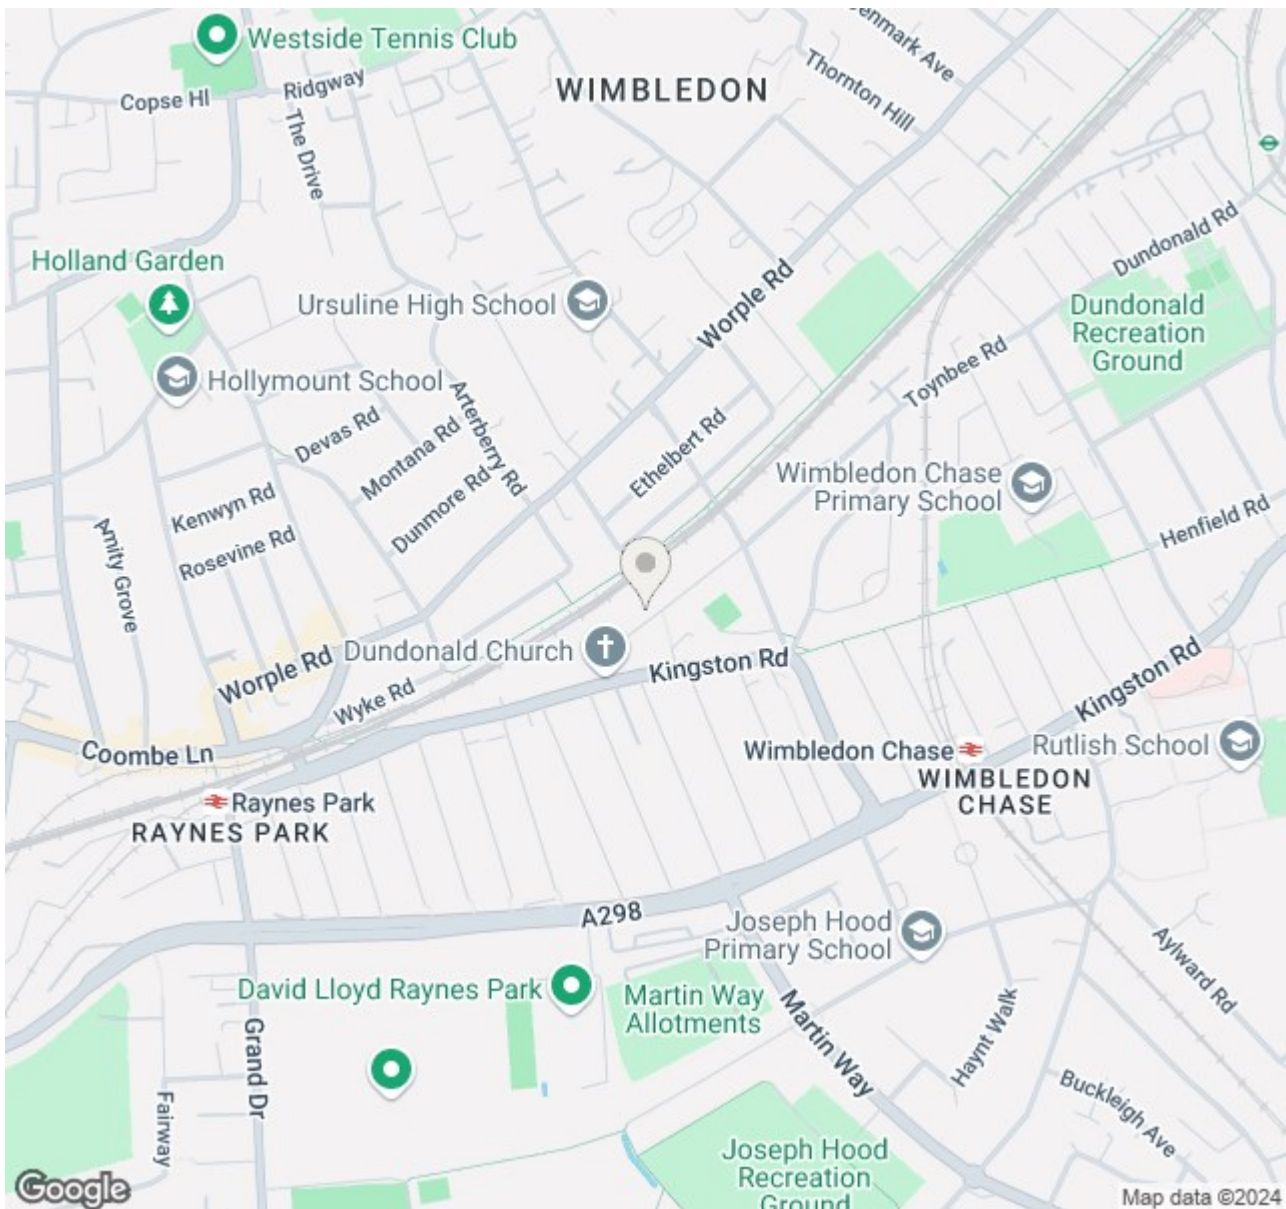 Westside Tennis Club
WIMBLEDON
Denmark Ave
Thornton Hill
Copse Hl
Ridgway
The Drive
Dundonald Rd
Holland Garden
Ursuline High School
Worple Rd
Dundonald
Recreation
Ground
Toynbee Rd
Hollymount School
Arterberry Rd
Devas Rd
Montana Rd
Ethelbert Rd
Dunmore Rd
Wimbledon Chase
Primary School
Kenwyn Rd
Rosevine Rd
Henfield Rd
Amity Grove
Dundonald Church
Kingston Rd
Worple Rd
Wyke Rd
Kingston Rd
Coombe Ln
Wimbledon Chase
Rutlish School
WIMBLEDON
CHASE
Raynes Park
RAYNES PARK
A298
Joseph Hood
Primary School
Aylward Rd
David Lloyd Raynes Park
Martin Way
Allotments
Martin Way
Haynt Walk
Grand Dr
Fairway
Buckleigh Ave
Joseph Hood
Recreation
Ground
Google
Map data ©2024